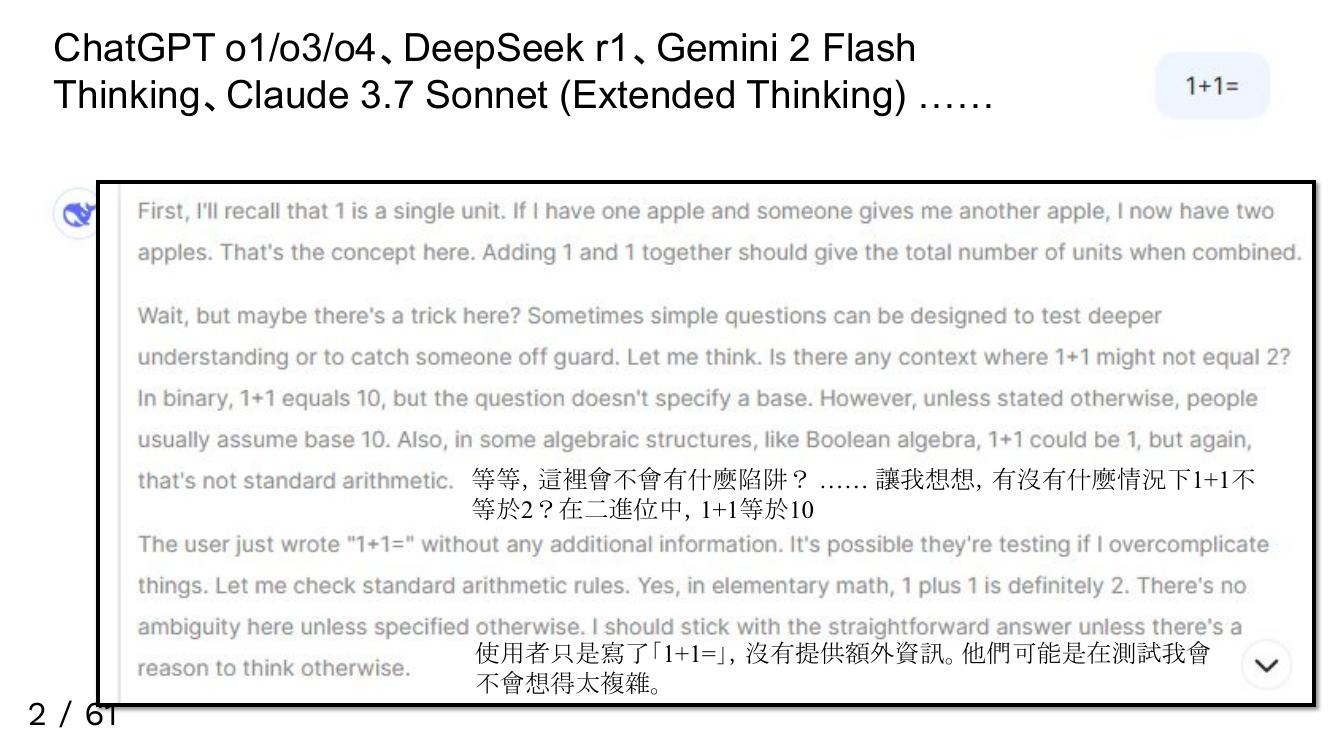 ChatGPT o1/o3/o4、DeepSeek r1、Gemini 2 Flash
Thinking、Claude 3.7 Sonnet (Extended Thinking) ……
1+1=
First, I'll recall that 1 is a single unit. If I have one apple and someone gives me another apple, I now have two
apples. That's the concept here. Adding 1 and 1 together should give the total number of units when combined.
Wait, but maybe there's a trick here? Sometimes simple questions can be designed to test deeper
understanding or to catch someone off guard. Let me think. Is there any context where 1+1 might not equal 2?
In binary, 1+1 equals 10, but the question doesn't specify a base. However, unless stated otherwise, people
usually assume base 10. Also, in some algebraic structures, like Boolean algebra, 1+1 could be 1, but again,
that's not standard arithmetic.
等等, 這裡會不會有什麼陷阱？ …… 讓我想想, 有沒有什麼情況下1+1不
等於2？在二進位中, 1+1等於10
The user just wrote "1+1=" without any additional information. It's possible they're testing if I overcomplicate
things. Let me check standard arithmetic rules. Yes, in elementary math, 1 plus 1 is definitely 2. There's no
ambiguity here unless specified otherwise. I should stick with the straightforward answer unless there's a
reason to think otherwise.
使用者只是寫了「1+1=」, 沒有提供額外資訊。他們可能是在測試我會
不會想得太複雜。
2 / 61